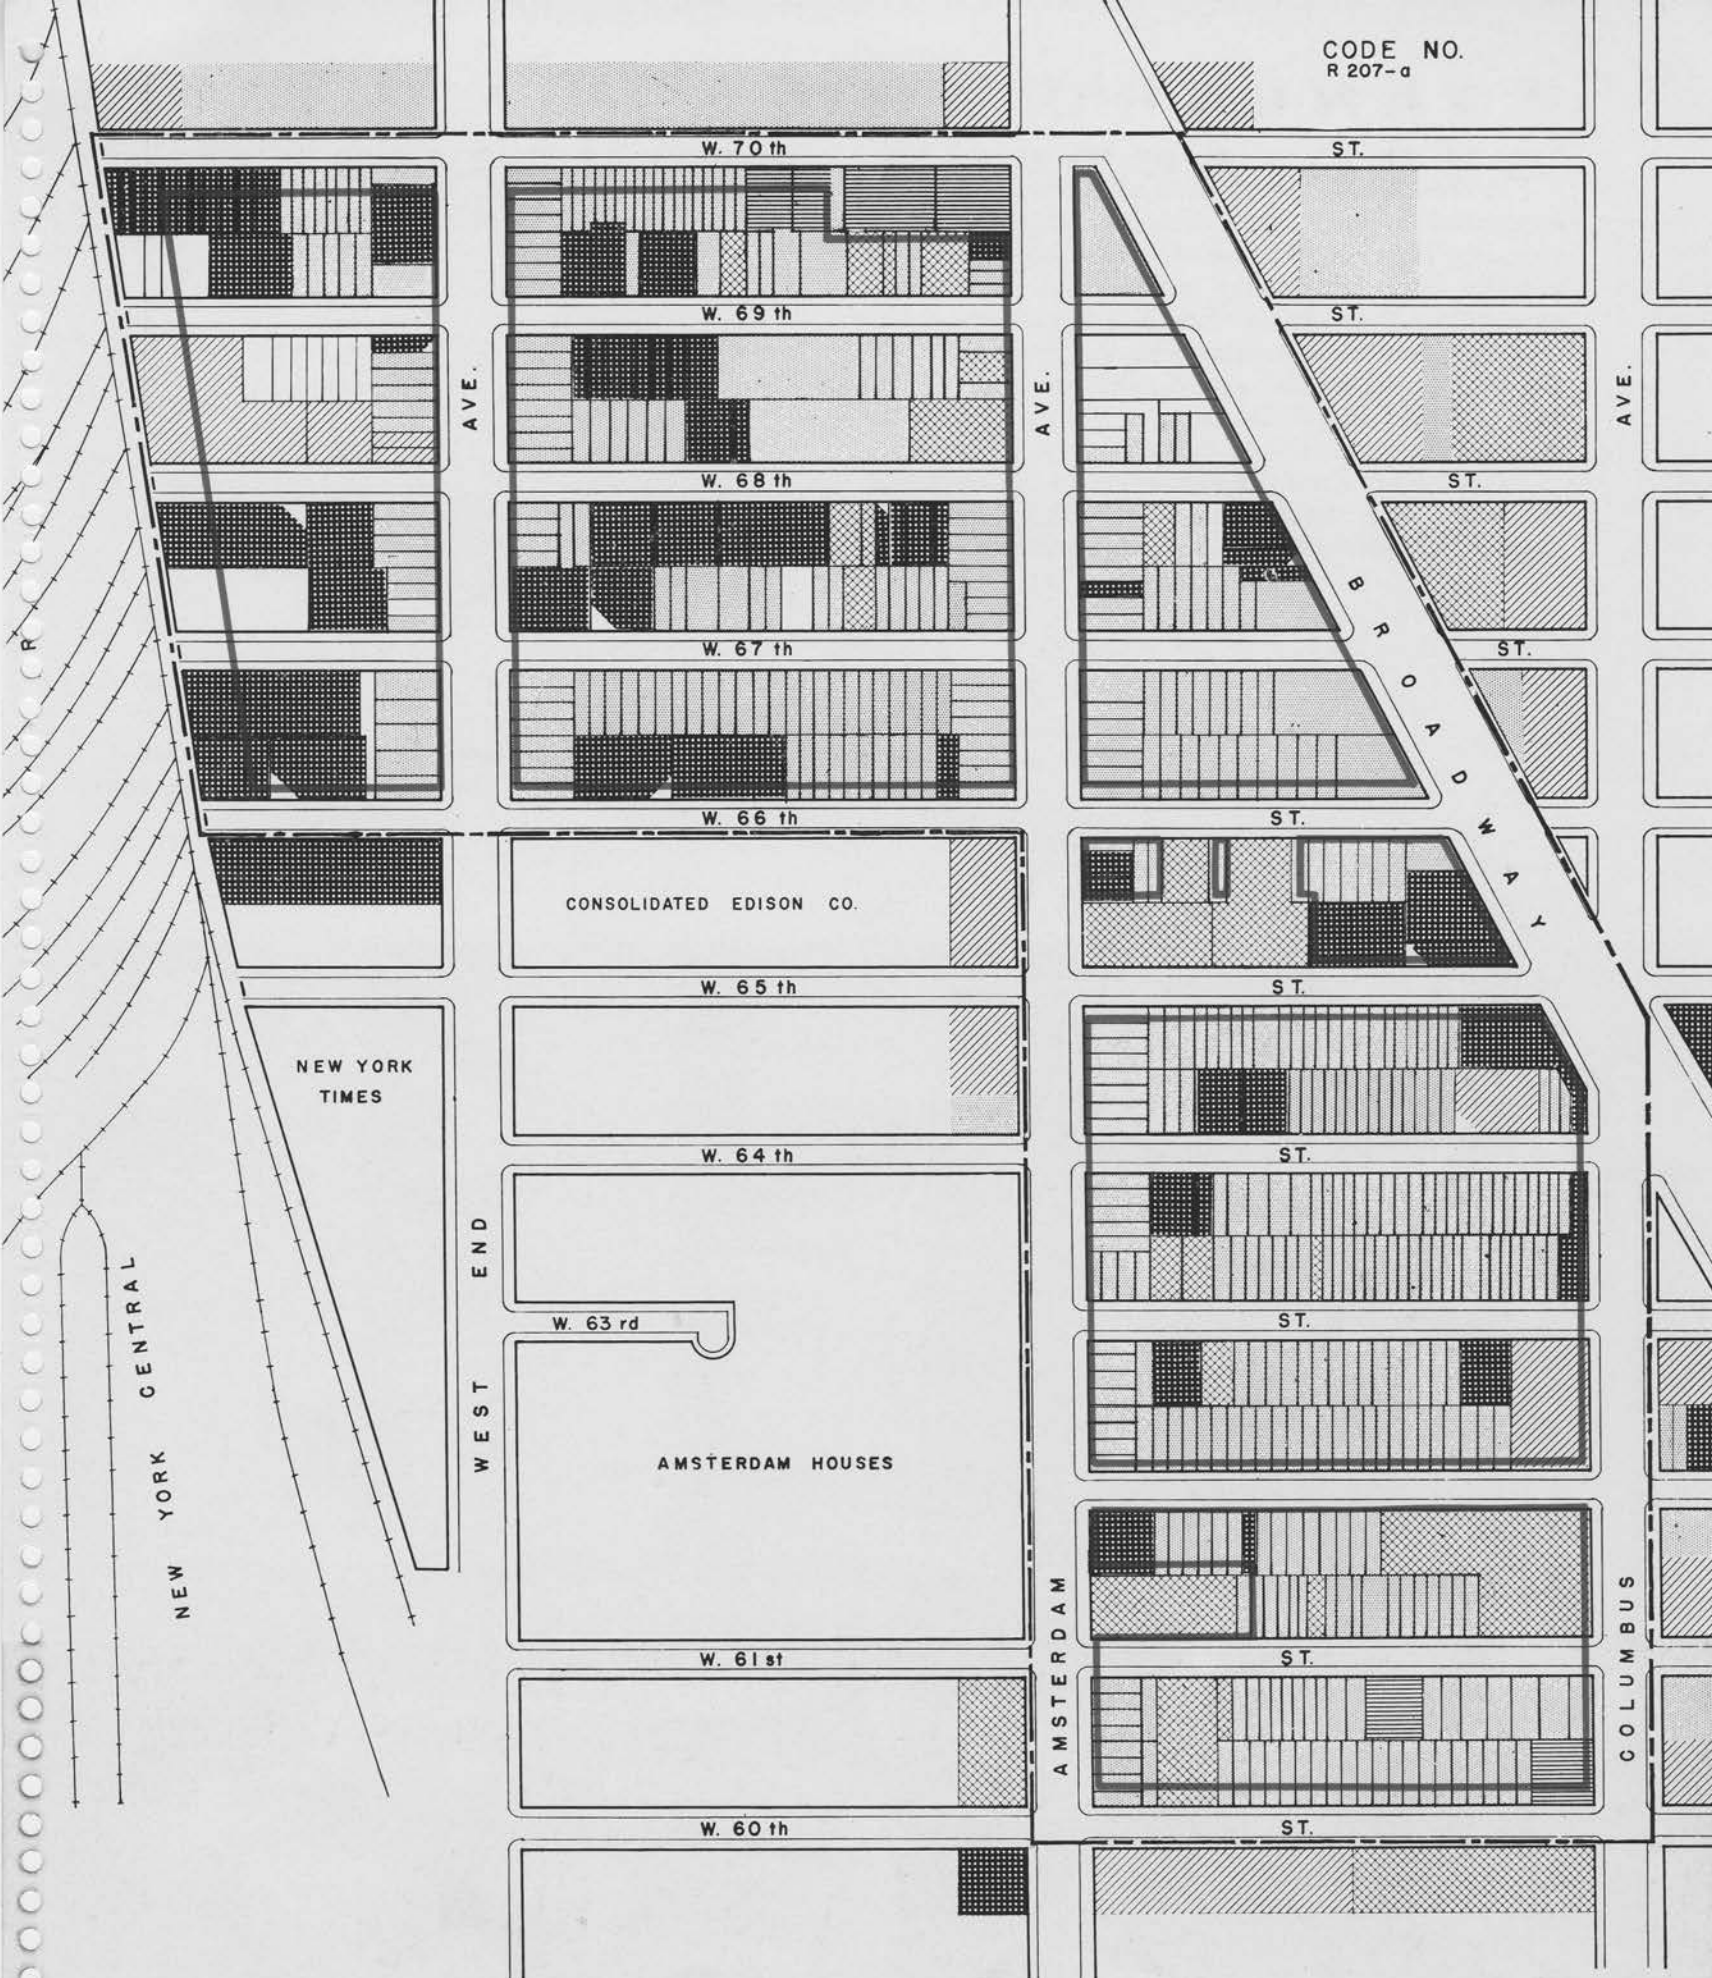 CODE NO.
R 207-a
W. 70 th ST.
W. 69 th ST.
AVE.
AVE.
AVE.
W. 68 th ST.
W. 67 th ST.
BROADWAY
R
W. 66 th ST.
CONSOLIDATED EDISON CO.
W. 65 th ST.
NEW YORK
TIMES
W. 64 th ST.
WEST END
W. 63 rd ST.
NEW YORK CENTRAL
AMSTERDAM HOUSES
AMSTERDAM
COLUMBUS
W. 61 st ST.
W. 60 th ST.